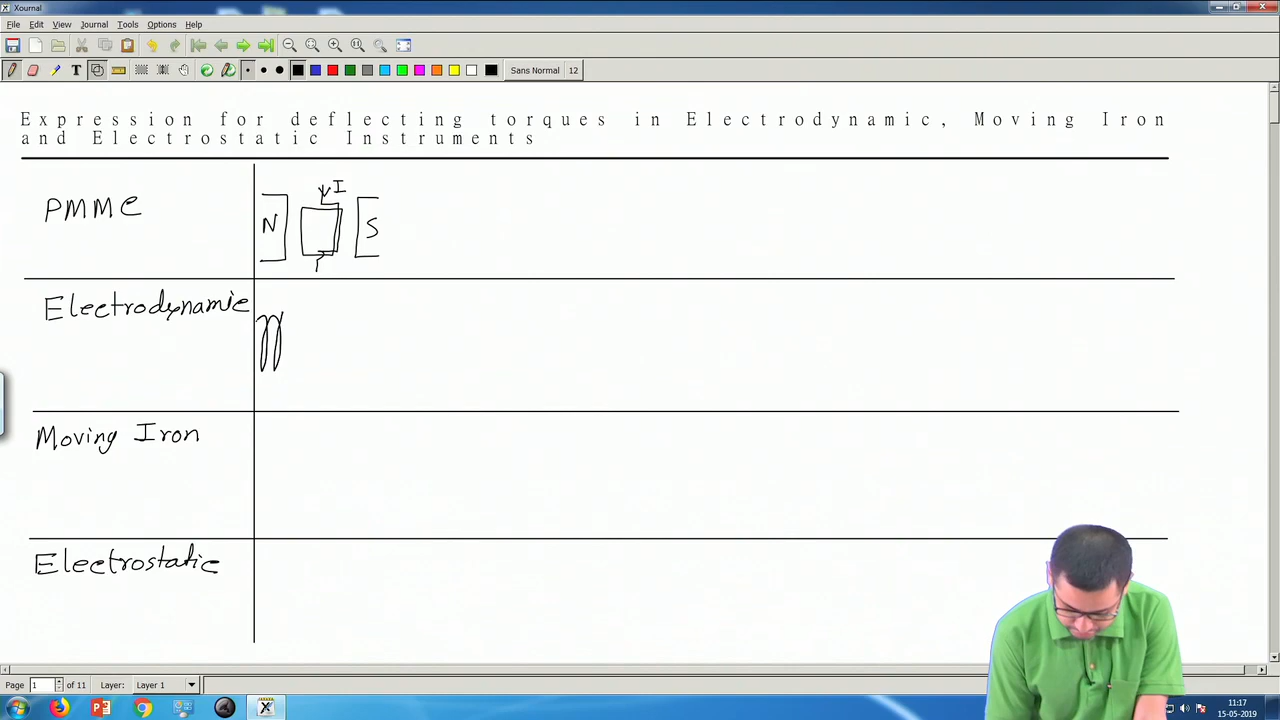 Xournal
File Edit View Journal Tools Options Help
Sans Normal 12
Expression for deflecting torques in Electrodynamic, Moving Iron
and Electrostatic Instruments
PMMC
I
N
S
Electrodynamic
Moving Iron
Electrostatic
Page 1 of 11 Layer: Layer 1
11:17
15-05-2019